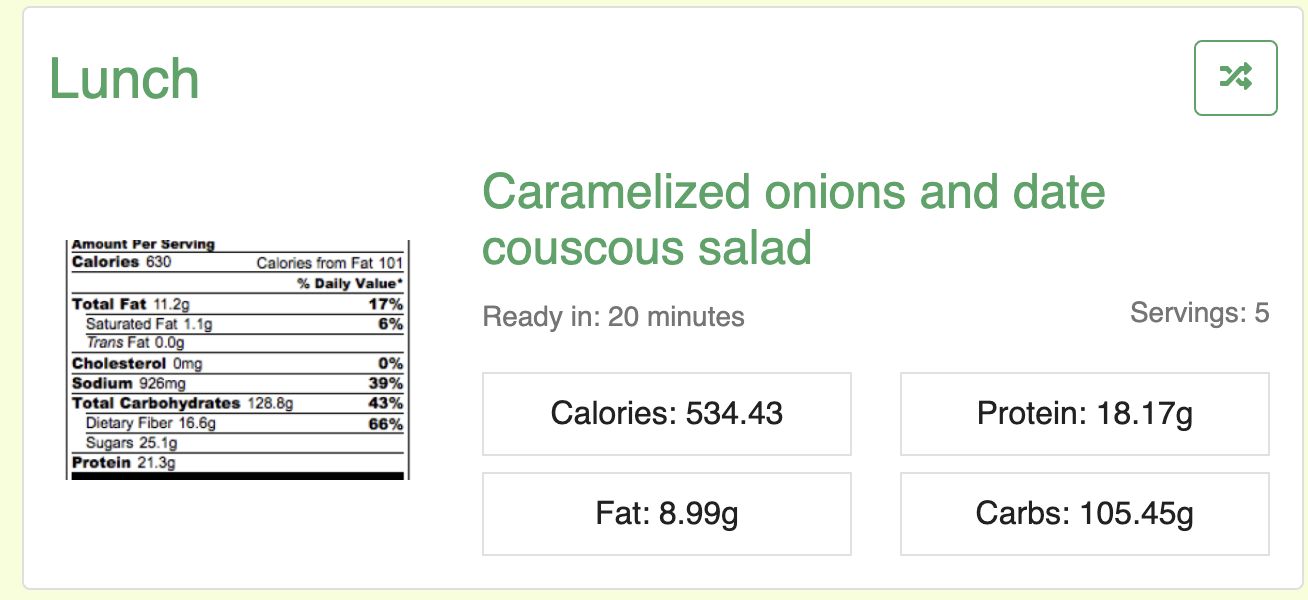 Lunch
Caramelized onions and date
couscous salad
Ready in: 20 minutes
Servings: 5
Amount Per Serving
Calories 630 Calories from Fat 101
% Daily Value*
Total Fat 11.2g 17%
Saturated Fat 1.1g 6%
Trans Fat 0.0g
Cholesterol 0mg 0%
Sodium 926mg 39%
Total Carbohydrates 128.8g 43%
Dietary Fiber 16.6g 66%
Sugars 25.1g
Protein 21.3g
Calories: 534.43
Protein: 18.17g
Fat: 8.99g
Carbs: 105.45g